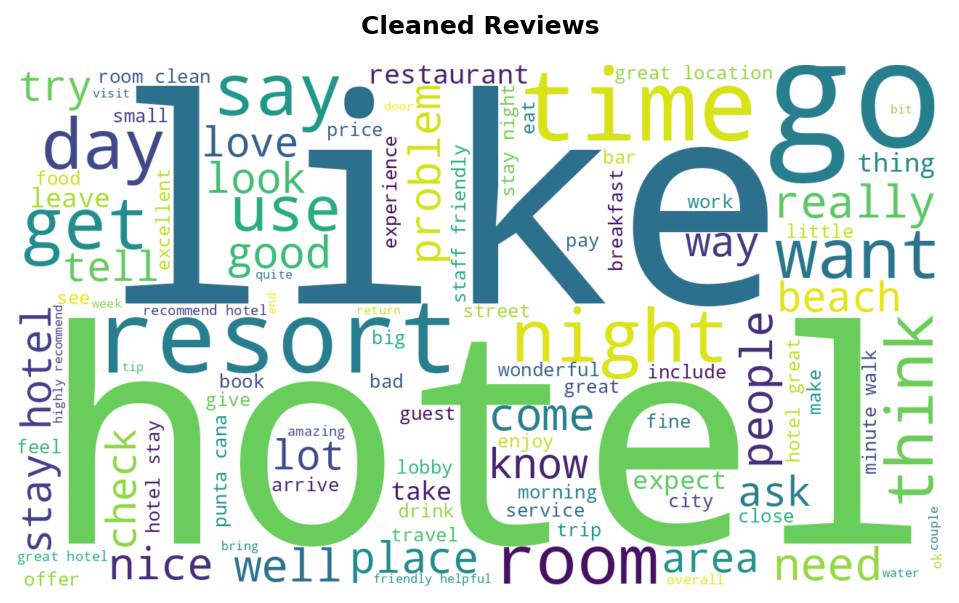 Cleaned Reviews
like
hotel
go
time
say
day
get
use
resort
night
room
want
really
beach
think
people
stay hotel
restaurant
great location
try
room clean
visit
small
door
price
love
look
good
problem
experience
excellent
food
leave
tell
quite
staff friendly
stay night
eat
bar
breakfast
pay
work
way
thing
bit
little
see
week
recommend hotel
end
return
street
highly recommend
big
tip
book
bad
wonderful
great
include
give
guest
come
fine
enjoy
know
expect
city
ask
close
hotel great
make
minute walk
feel
check
hotel stay
punta cana
amazing
lot
arrive
lobby
take
drink
morning
service
trip
travel
great hotel
offer
nice
bring
well
place
friendly helpful
area
overall
need
water
ok
couple